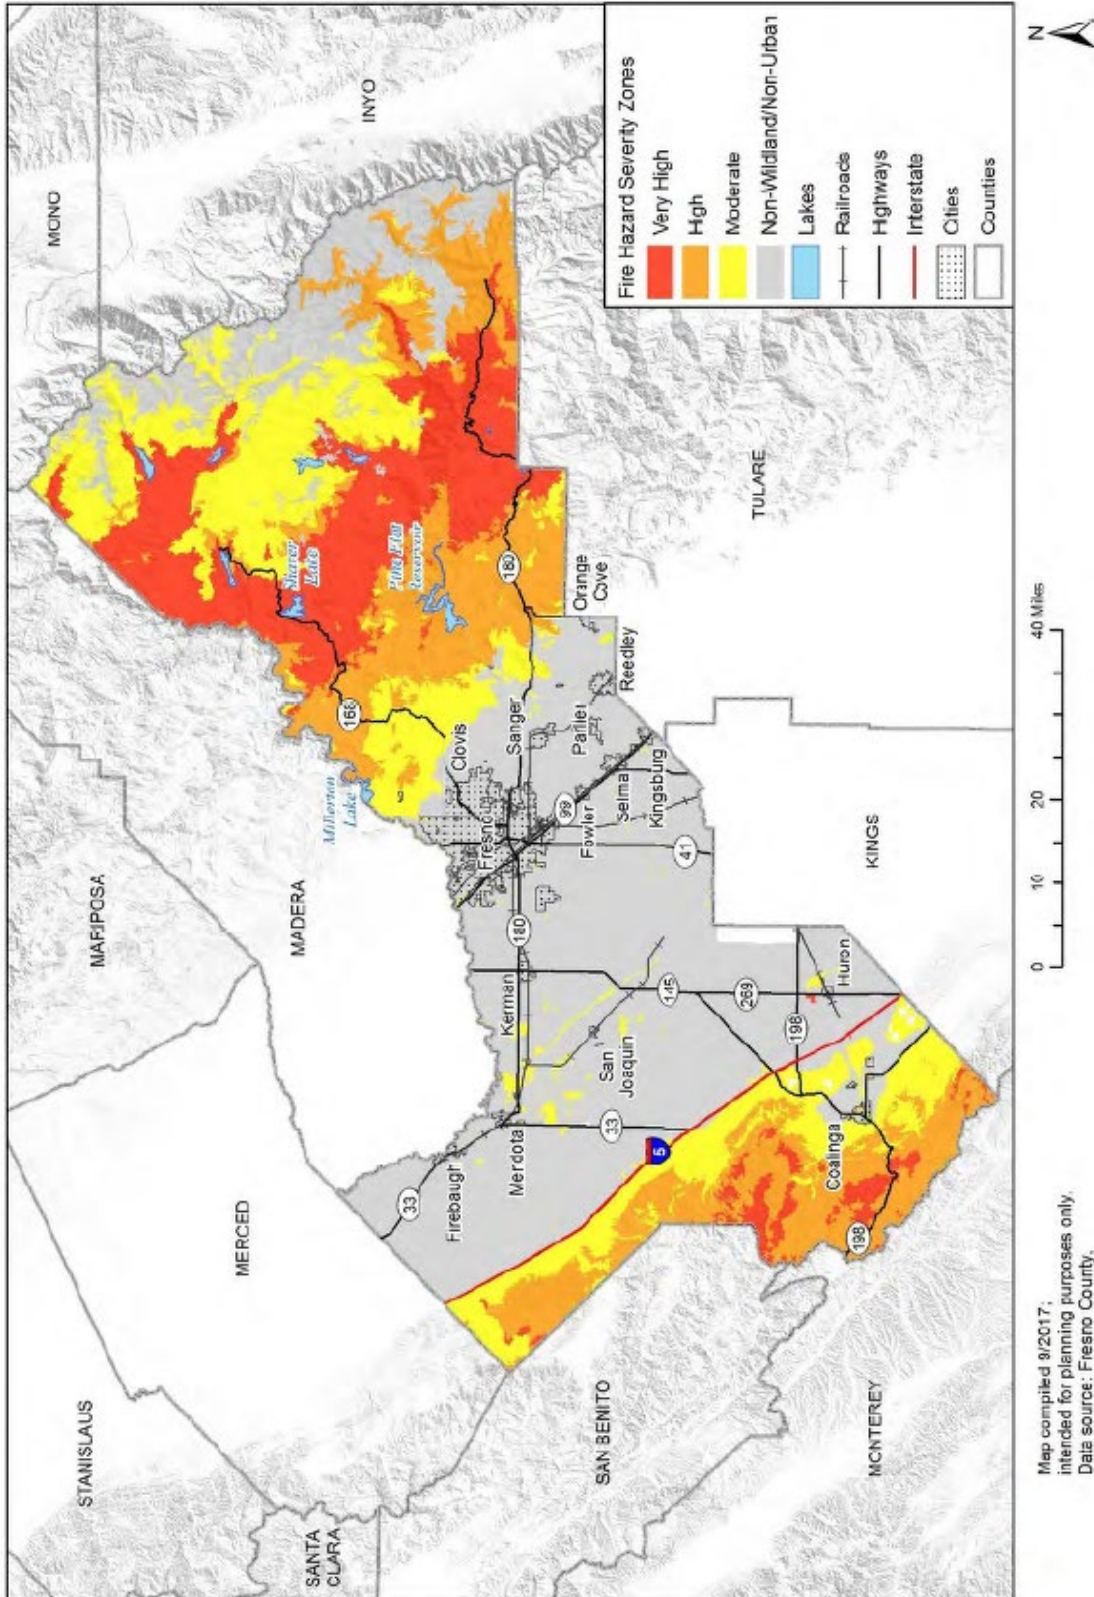 MONO
INYO
MARIPOSA
MADERA
MERCED
STANISLAUS
SANTA
CLARA
SAN BENITO
MONTEREY
KINGS
TULARE
Shaver
Lake
Pine Flat
Reservoir
Millerton
Lake
168
180
Orange
Cove
Reedley
Parlier
Sanger
Clovis
Fresno
99
Fowler
Selma
Kingsburg
41
180
Kerman
145
269
San
Joaquin
Mendota
Firebaugh
33
33
5
198
Huron
Coalinga
198
Fire Hazard Severity Zones
Very High
High
Moderate
Non-Wildland/Non-Urban
Lakes
Railroads
Highways
Interstate
Cities
Counties
N
0 10 20 40 Miles
Map compiled 9/2017;
intended for planning purposes only.
Data source: Fresno County,